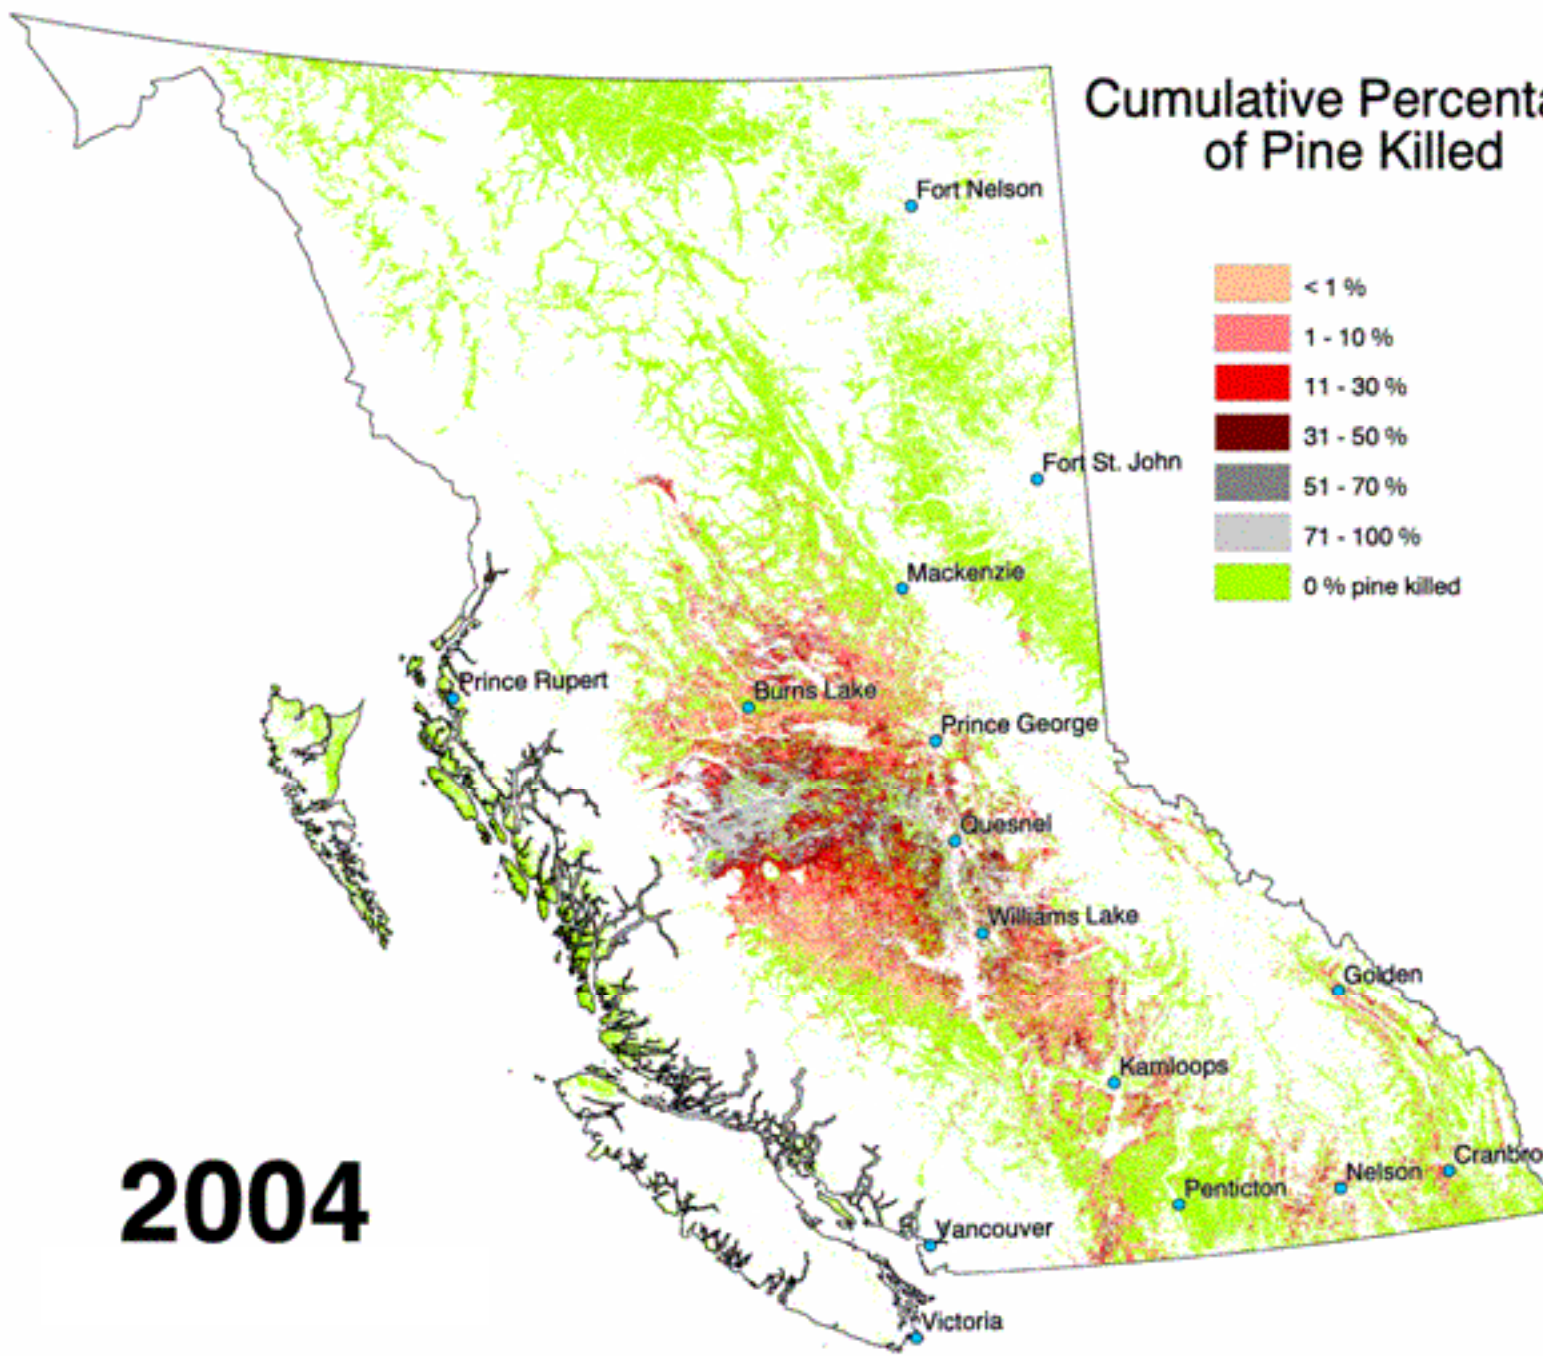 Cumulative Percenta
of Pine Killed
Fort Nelson
< 1 %
1 - 10 %
11 - 30 %
31 - 50 %
51 - 70 %
71 - 100 %
0 % pine killed
Fort St. John
Mackenzie
Prince Rupert
Burns Lake
Prince George
Quesnel
Williams Lake
Golden
Kamloops
Cranbro
Nelson
Penticton
Vancouver
Victoria
2004